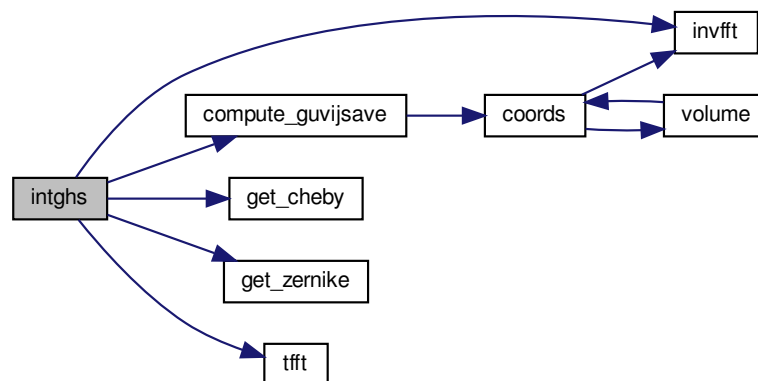 invfft
compute_guvijsave
coords
volume
intghs
get_cheby
get_zernike
tfft